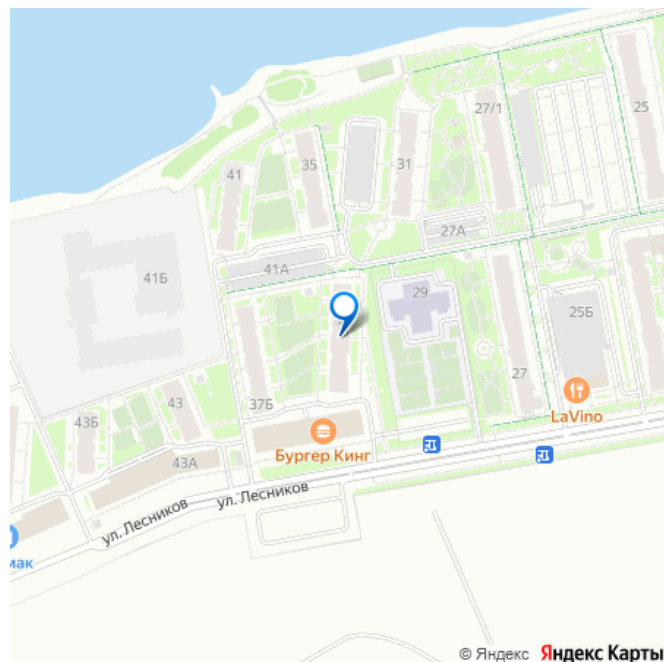 25
27/1
31
35
41
27А
41А
41Б
29
25Б
27
37Б
43
43Б
LaVino
Бургер Кинг
43А
ул. Лесников
ул. Лесников
мак
© Яндекс Яндекс Карты